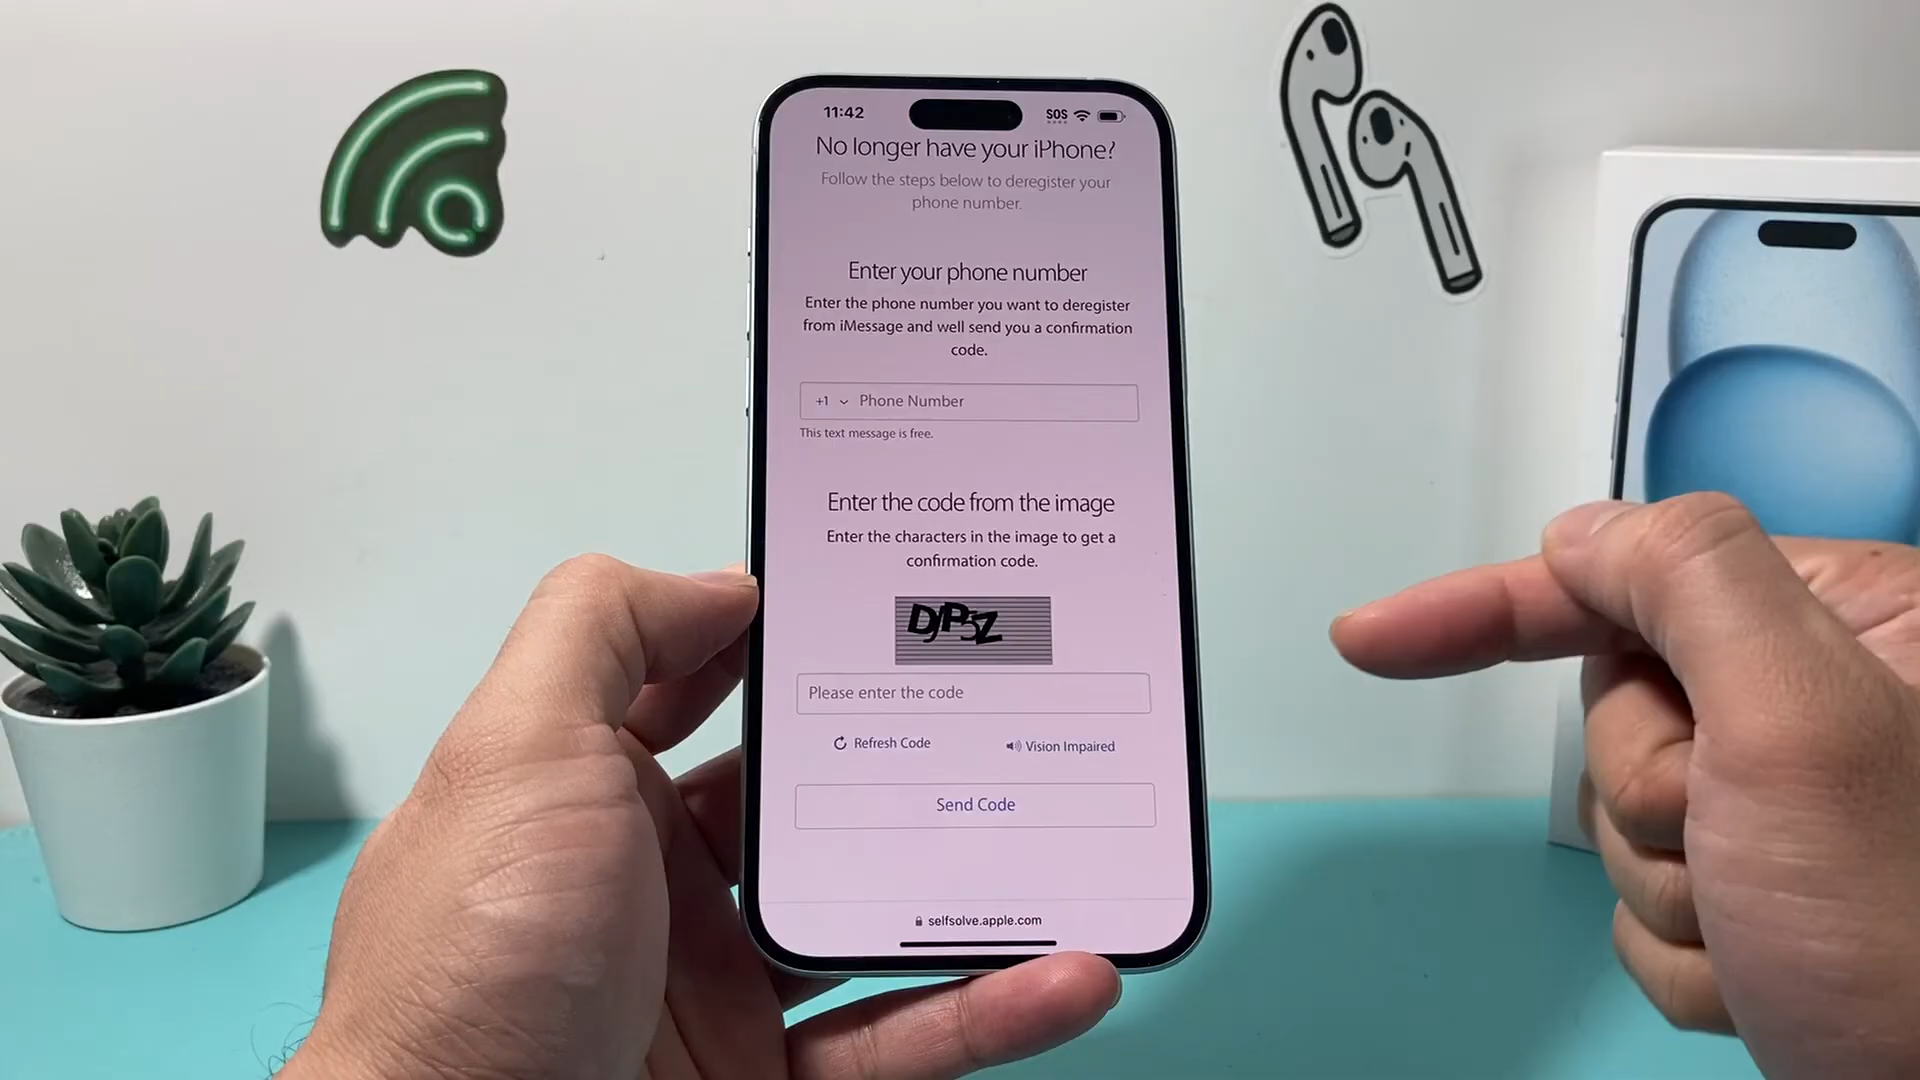 11:42
SOS
No longer have your iPhone?
Follow the steps below to deregister your
phone number.
Enter your phone number
Enter the phone number you want to deregister
from iMessage and well send you a confirmation
code.
+1 Phone Number
This text message is free.
Enter the code from the image
Enter the characters in the image to get a
confirmation code.
DJP5Z
Please enter the code
Refresh Code
Vision Impaired
Send Code
selfsolve.apple.com